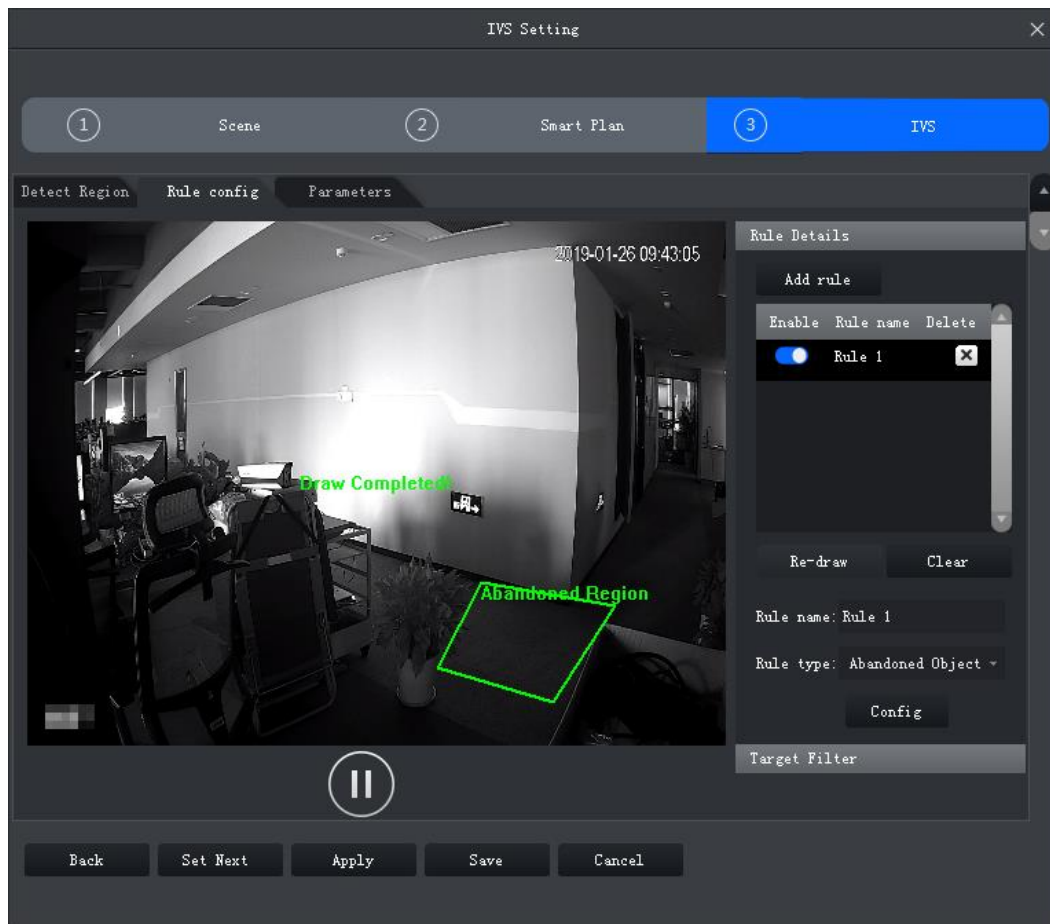 IVS Setting
1 Scene 2 Smart Plan 3 IVS
Detect Region Rule config Parameters
2019-01-26 09:43:05
Draw Completed!
Abandoned Region
Rule Details
Add rule
Enable Rule name Delete
Rule 1
Re-draw Clear
Rule name: Rule 1
Rule type: Abandoned Object
Config
Target Filter
Back Set Next Apply Save Cancel